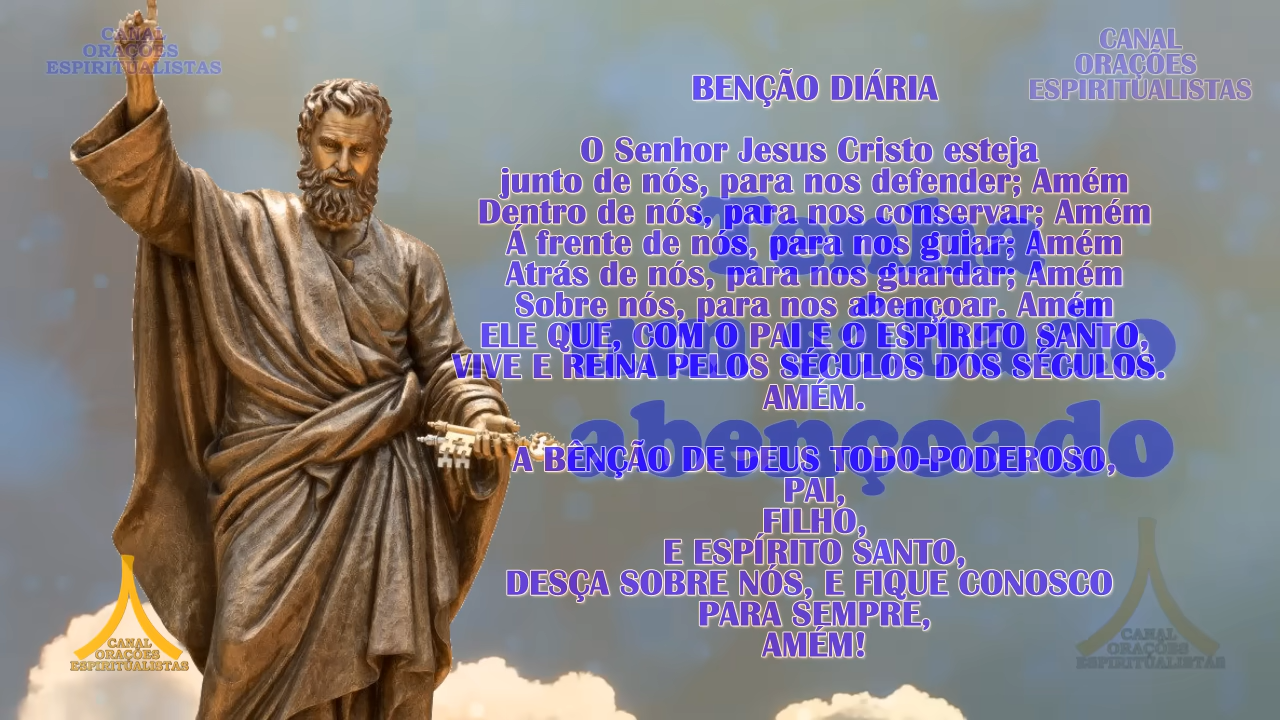 CANAL
ORAÇÕES
ESPIRITUALISTAS
CANAL
ORAÇÕES
ESPIRITUALISTAS
BENÇÃO DIÁRIA
O Senhor Jesus Cristo esteja
junto de nós, para nos defender; Amém
Dentro de nós, para nos conservar; Amém
Á frente de nós, para nos guiar; Amém
Atrás de nós, para nos guardar; Amém
Sobre nós, para nos abençoar. Amém
ELE QUE, COM O PAI E O ESPÍRITO SANTO,
VIVE E REINA PELOS SÉCULOS DOS SÉCULOS.
AMÉM.
A BÊNÇÃO DE DEUS TODO-PODEROSO,
PAI,
FILHO,
E ESPÍRITO SANTO,
DESÇA SOBRE NÓS, E FIQUE CONOSCO
PARA SEMPRE,
AMÉM!
Tenha
abençoado
CANAL
ORAÇÕES
ESPIRITUALISTAS
CANAL
ORAÇÕES
ESPIRITUALISTAS